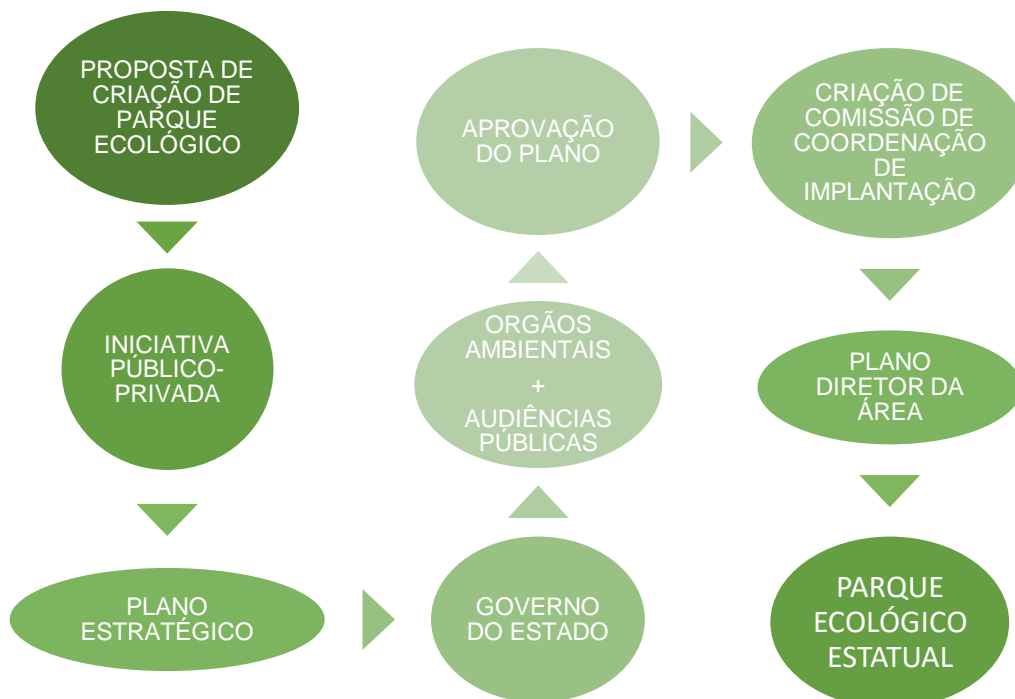 PROPOSTA DE
CRIAÇÃO DE
PARQUE
ECOLÓGICO
INICIATIVA
PÚBLICO-
PRIVADA
PLANO
ESTRATÉGICO
GOVERNO
DO ESTADO
ORGÃOS
AMBIENTAIS
+
AUDIÊNCIAS
PÚBLICAS
APROVAÇÃO
DO PLANO
CRIAÇÃO DE
COMISSÃO DE
COORDENAÇÃO
DE
IMPLANTAÇÃO
PLANO
DIRETOR DA
ÁREA
PARQUE
ECOLÓGICO
ESTATUAL